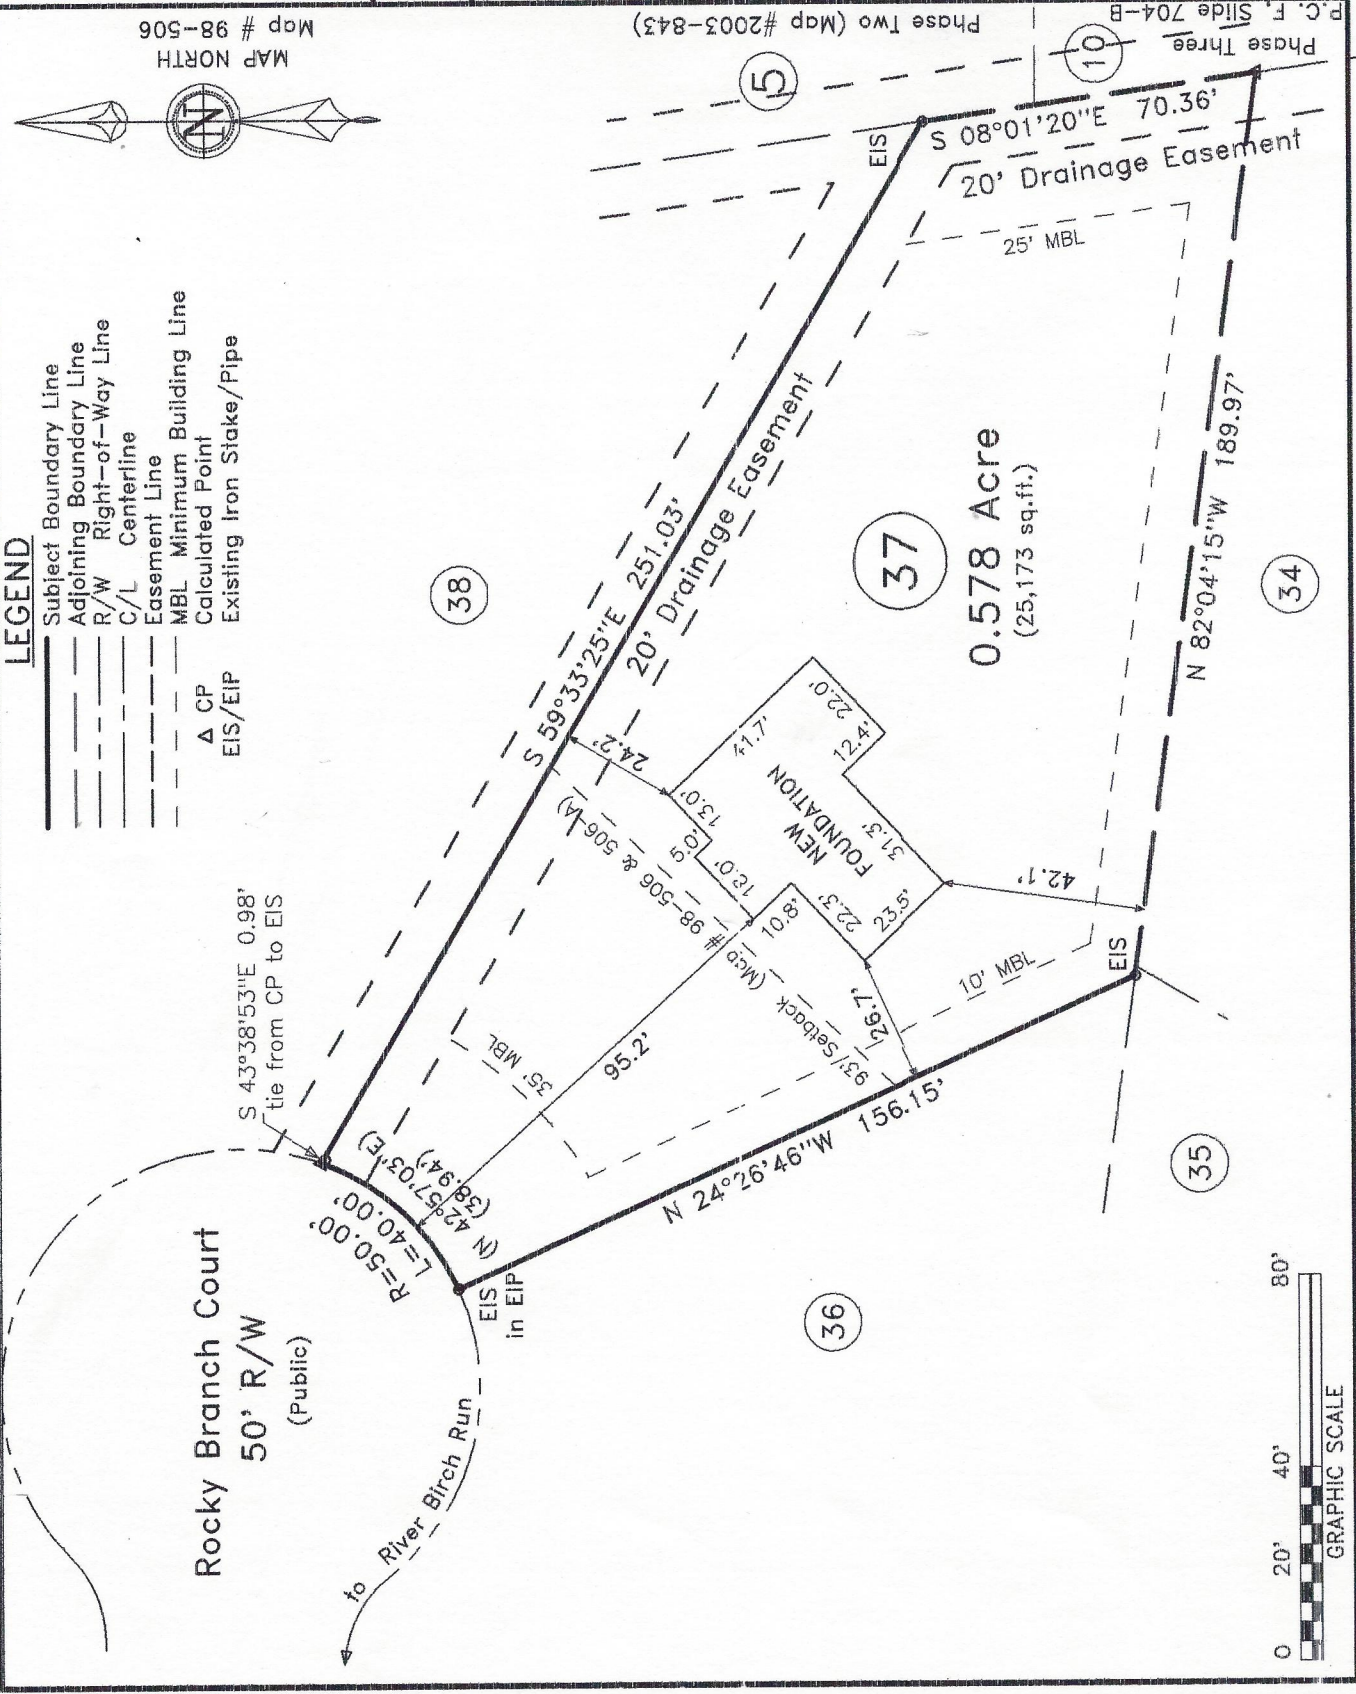 MAP NORTH
Map # 98-506
N
LEGEND
Subject Boundary Line
Adjoining Boundary Line
R/W Right-of-Way Line
C/L Centerline
Easement Line
MBL Minimum Building Line
Δ CP Calculated Point
EIS/EIP Existing Iron Stake/Pipe
Phase Two (Map #2003-843)
P.C. F, Slide 704-B
Phase Three
5
10
EIS
S 08°01'20"E 70.36'
20' Drainage Easement
25' MBL
S 43°38'53"E 0.98'
tie from CP to EIS
38
S 59°33'25"E 251.03'
20' Drainage Easement
37
0.578 Acre
(25,173 sq.ft.)
N 82°04'15"W 189.97'
34
24.2'
41.7'
22.0'
12.4'
13.0'
5.0'
NEW
FOUNDATION
31.3'
10.8'
22.3'
23.5'
42.1'
93' Setback (Map # 98-506 & 506-A)
35' MBL
95.2'
26.7'
10' MBL
EIS
N 24°26'46"W 156.15'
35
36
R=50.00'
L=40.00'
(N 42°57'03"E)
(38.94')
EIS
in EIP
Rocky Branch Court
50' R/W
(Public)
to River Birch Run
0 20' 40' 80'
GRAPHIC SCALE